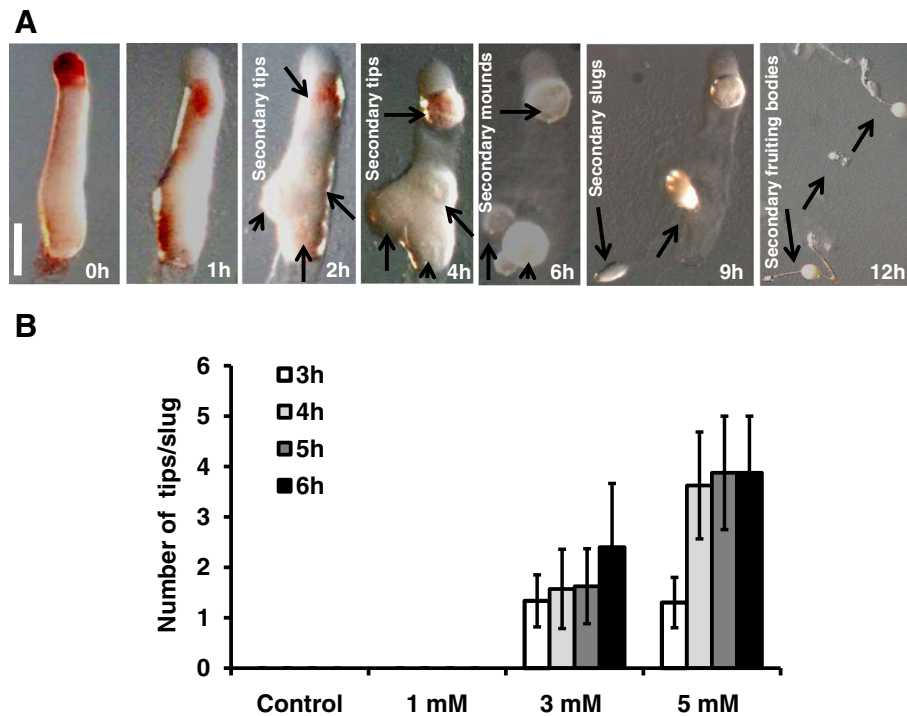 A
0h
1h
Secondary tips
2h
Secondary tips
4h
Secondary mounds
6h
Secondary slugs
9h
Secondary fruiting bodies
12h
B
Number of tips/slug
6
5
4
3
2
1
0
3h
4h
5h
6h
Control
1 mM
3 mM
5 mM